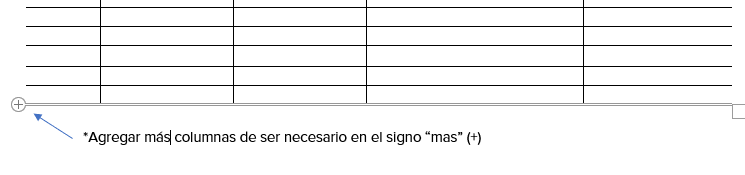 *Agregar más columnas de ser necesario en el signo “mas” (+)